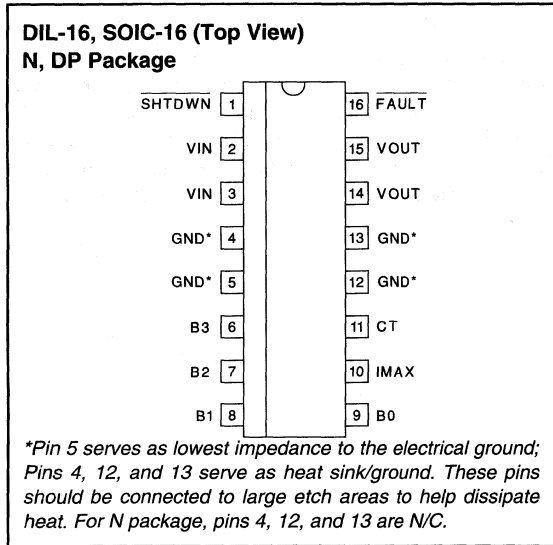 DIL-16, SOIC-16 (Top View)
N, DP Package
SHTDWN 1 16 FAULT
VIN 2 15 VOUT
VIN 3 14 VOUT
GND* 4 13 GND*
GND* 5 12 GND*
B3 6 11 CT
B2 7 10 IMAX
B1 8 9 B0
*Pin 5 serves as lowest impedance to the electrical ground;
Pins 4, 12, and 13 serve as heat sink/ground. These pins
should be connected to large etch areas to help dissipate
heat. For N package, pins 4, 12, and 13 are N/C.